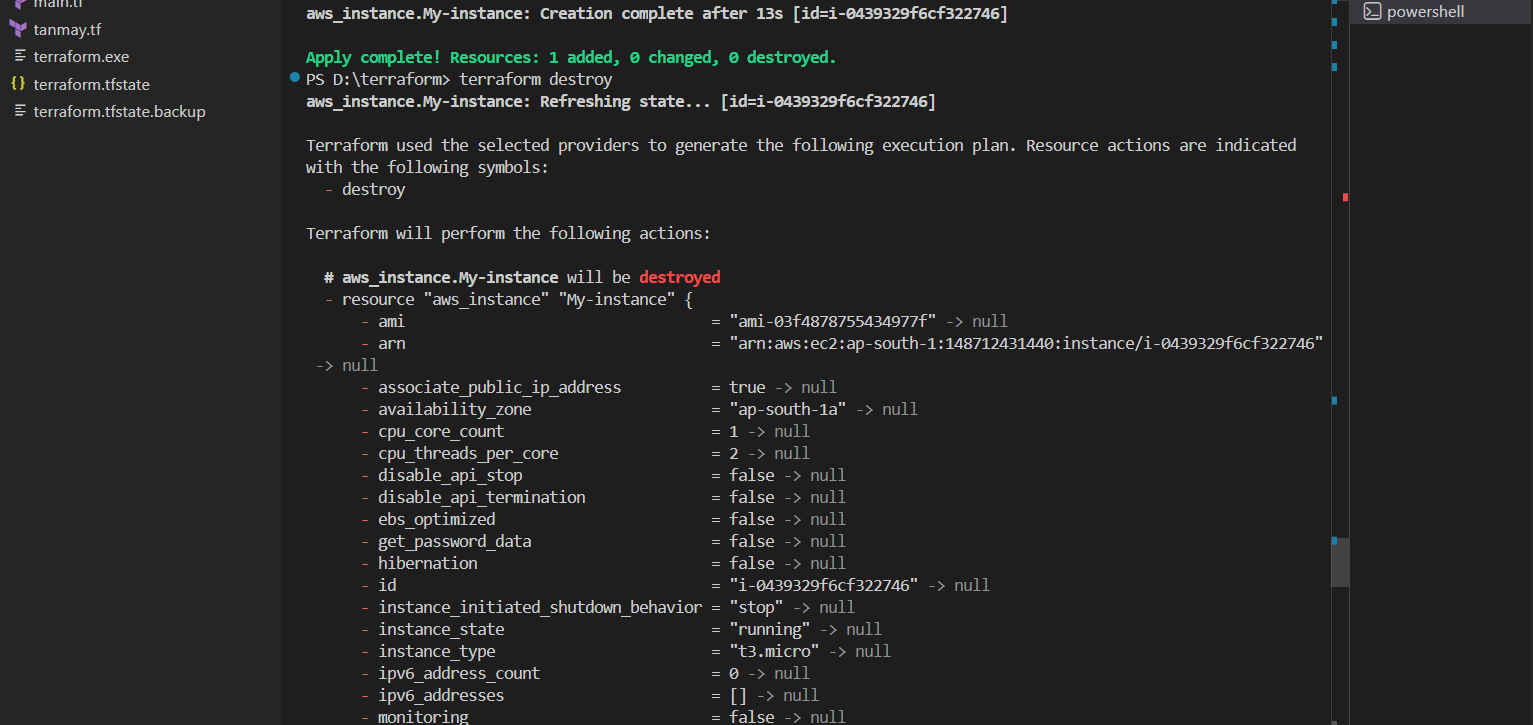 main.tf
tanmay.tf
terraform.exe
{} terraform.tfstate
terraform.tfstate.backup
aws_instance.My-instance: Creation complete after 13s [id=i-0439329f6cf322746]
Apply complete! Resources: 1 added, 0 changed, 0 destroyed.
PS D:\terraform> terraform destroy
aws_instance.My-instance: Refreshing state... [id=i-0439329f6cf322746]
Terraform used the selected providers to generate the following execution plan. Resource actions are indicated
with the following symbols:
- destroy
Terraform will perform the following actions:
# aws_instance.My-instance will be destroyed
- resource "aws_instance" "My-instance" {
- ami = "ami-03f4878755434977f" -> null
- arn = "arn:aws:ec2:ap-south-1:148712431440:instance/i-0439329f6cf322746"
-> null
- associate_public_ip_address = true -> null
- availability_zone = "ap-south-1a" -> null
- cpu_core_count = 1 -> null
- cpu_threads_per_core = 2 -> null
- disable_api_stop = false -> null
- disable_api_termination = false -> null
- ebs_optimized = false -> null
- get_password_data = false -> null
- hibernation = false -> null
- id = "i-0439329f6cf322746" -> null
- instance_initiated_shutdown_behavior = "stop" -> null
- instance_state = "running" -> null
- instance_type = "t3.micro" -> null
- ipv6_address_count = 0 -> null
- ipv6_addresses = [] -> null
- monitoring = false -> null
powershell